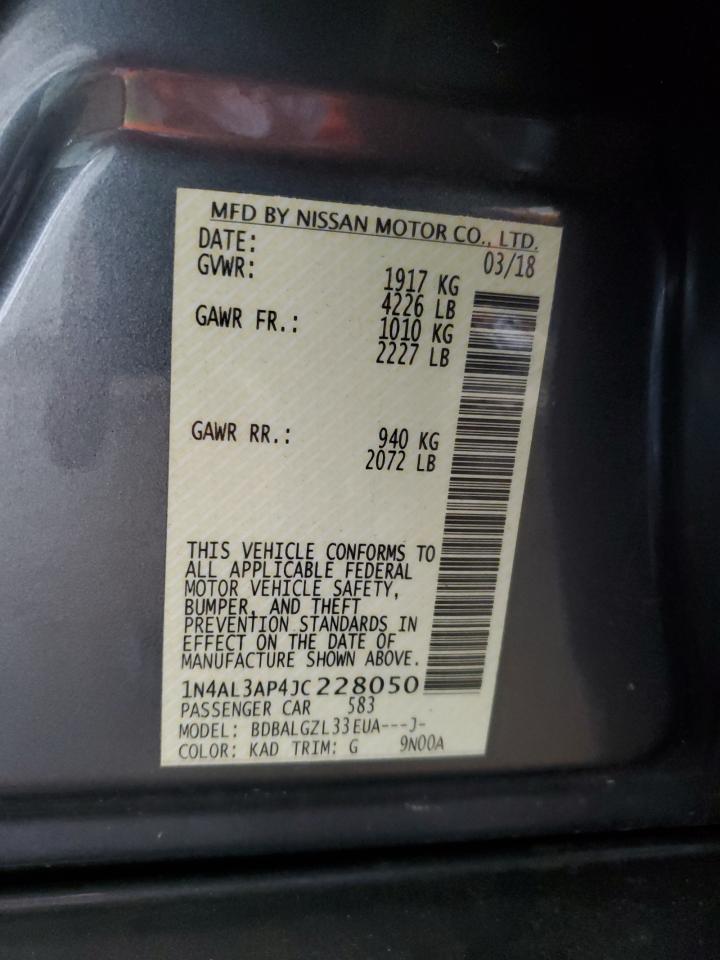 MFD BY NISSAN MOTOR CO., LTD.
DATE: 03/18
GVWR: 1917 KG
4226 LB
GAWR FR.: 1010 KG
2227 LB
GAWR RR.: 940 KG
2072 LB
THIS VEHICLE CONFORMS TO
ALL APPLICABLE FEDERAL
MOTOR VEHICLE SAFETY,
BUMPER, AND THEFT
PREVENTION STANDARDS IN
EFFECT ON THE DATE OF
MANUFACTURE SHOWN ABOVE.
1N4AL3AP4JC228050
PASSENGER CAR 583
MODEL: BDBALGZL33EUA---J-
COLOR: KAD TRIM: G 9N00A